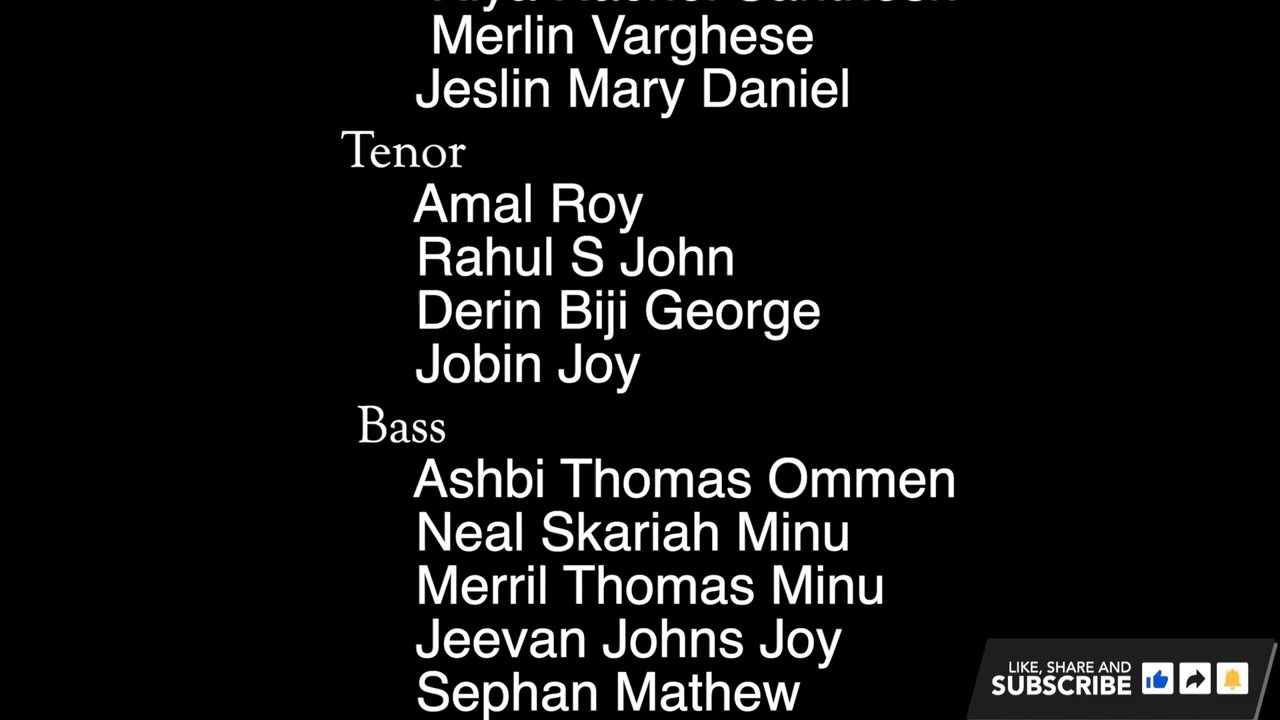 Merlin Varghese
Jeslin Mary Daniel
Tenor
Amal Roy
Rahul S John
Derin Biji George
Jobin Joy
Bass
Ashbi Thomas Ommen
Neal Skariah Minu
Merril Thomas Minu
Jeevan Johns Joy
Sephan Mathew
LIKE, SHARE AND
SUBSCRIBE